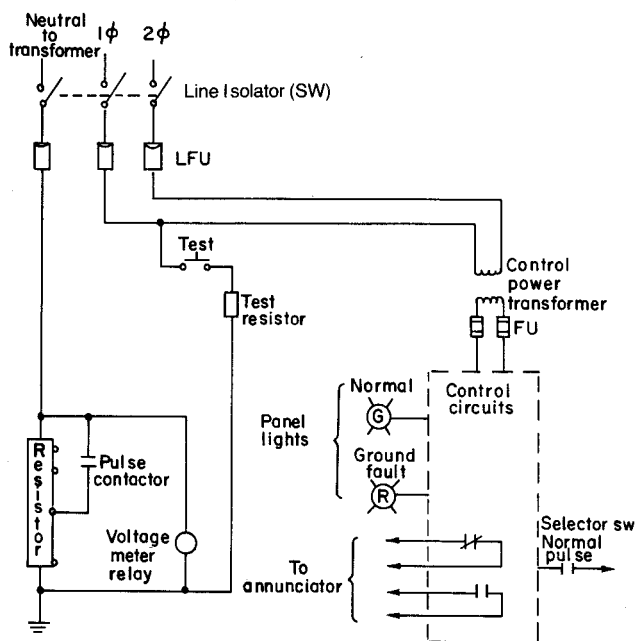 Neutral
to
transformer
1ϕ
2ϕ
Line Isolator (SW)
LFU
Test
Test
resistor
Control
power
transformer
FU
Control
circuits
Normal
G
Panel
lights
Ground
fault
R
Resistor
Pulse
contactor
Voltage
meter
relay
To
annunciator
Selector sw
Normal
pulse